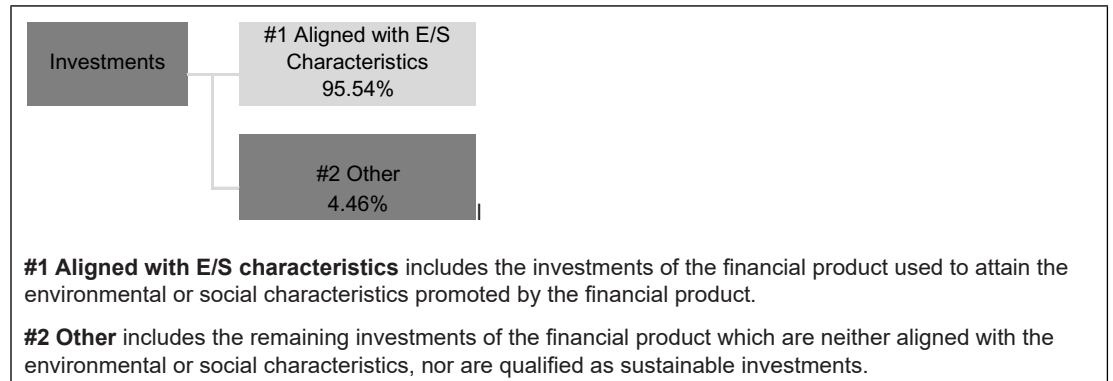 Investments
#1 Aligned with E/S
Characteristics
95.54%
#2 Other
4.46%
#1 Aligned with E/S characteristics includes the investments of the financial product used to attain the
environmental or social characteristics promoted by the financial product.
#2 Other includes the remaining investments of the financial product which are neither aligned with the
environmental or social characteristics, nor are qualified as sustainable investments.